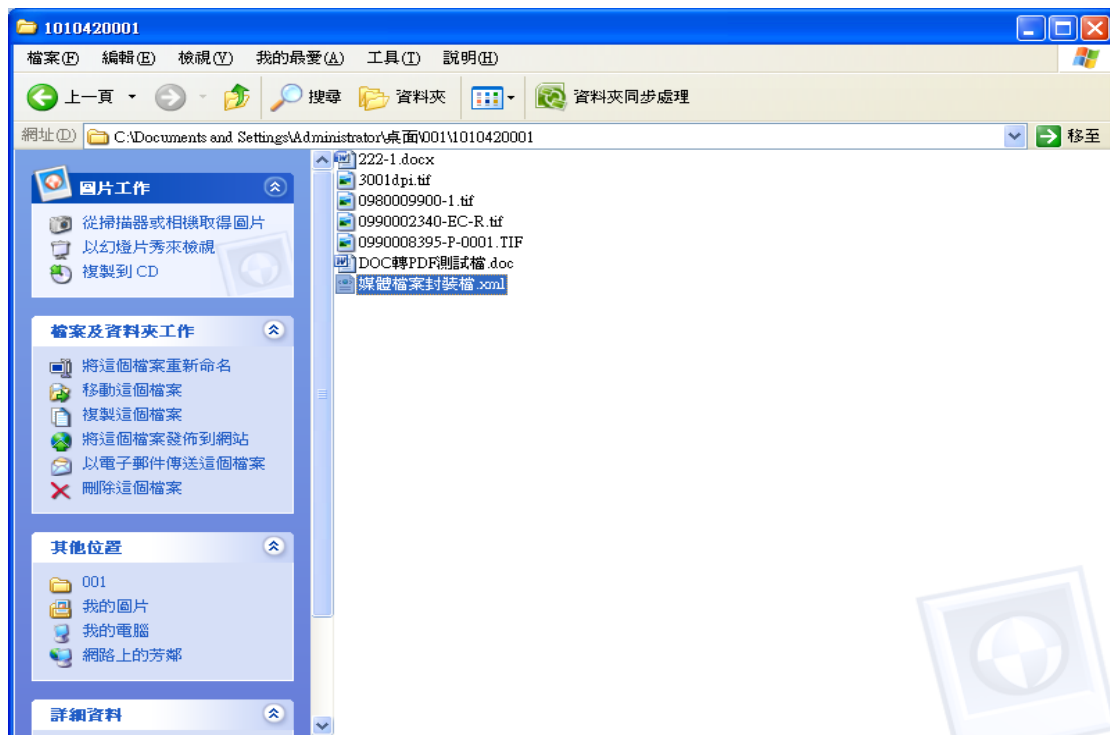 1010420001
檔案(F) 編輯(E) 檢視(V) 我的最愛(A) 工具(T) 說明(H)
上一頁 搜尋 資料夾 資料夾同步處理
網址(D) C:\Documents and Settings\Administrator\桌面\001\1010420001 移至
圖片工作
從掃描器或相機取得圖片
以幻燈片秀來檢視
複製到 CD
檔案及資料夾工作
將這個檔案重新命名
移動這個檔案
複製這個檔案
將這個檔案發佈到網站
以電子郵件傳送這個檔案
刪除這個檔案
其他位置
001
我的圖片
我的電腦
網路上的芳鄰
詳細資料
222-1.docx
3001dpi.tif
0980009900-1.tif
0990002340-EC-R.tif
0990008395-P-0001.TIF
DOC轉PDF測試檔.doc
媒體檔案封裝檔.xml